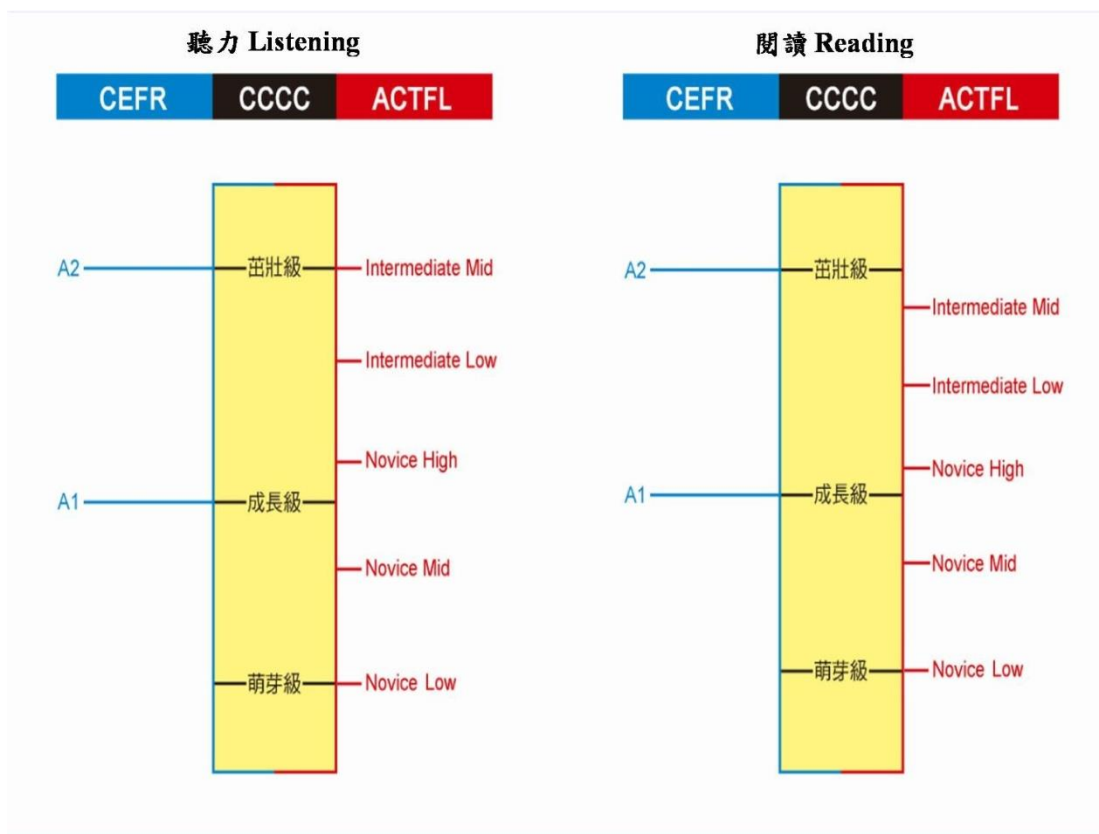 聽力 Listening
CEFR CCCC ACTFL
A2 茁壯級 Intermediate Mid
Intermediate Low
Novice High
A1 成長級
Novice Mid
萌芽級 Novice Low
閱讀 Reading
CEFR CCCC ACTFL
A2 茁壯級
Intermediate Mid
Intermediate Low
Novice High
A1 成長級
Novice Mid
萌芽級 Novice Low